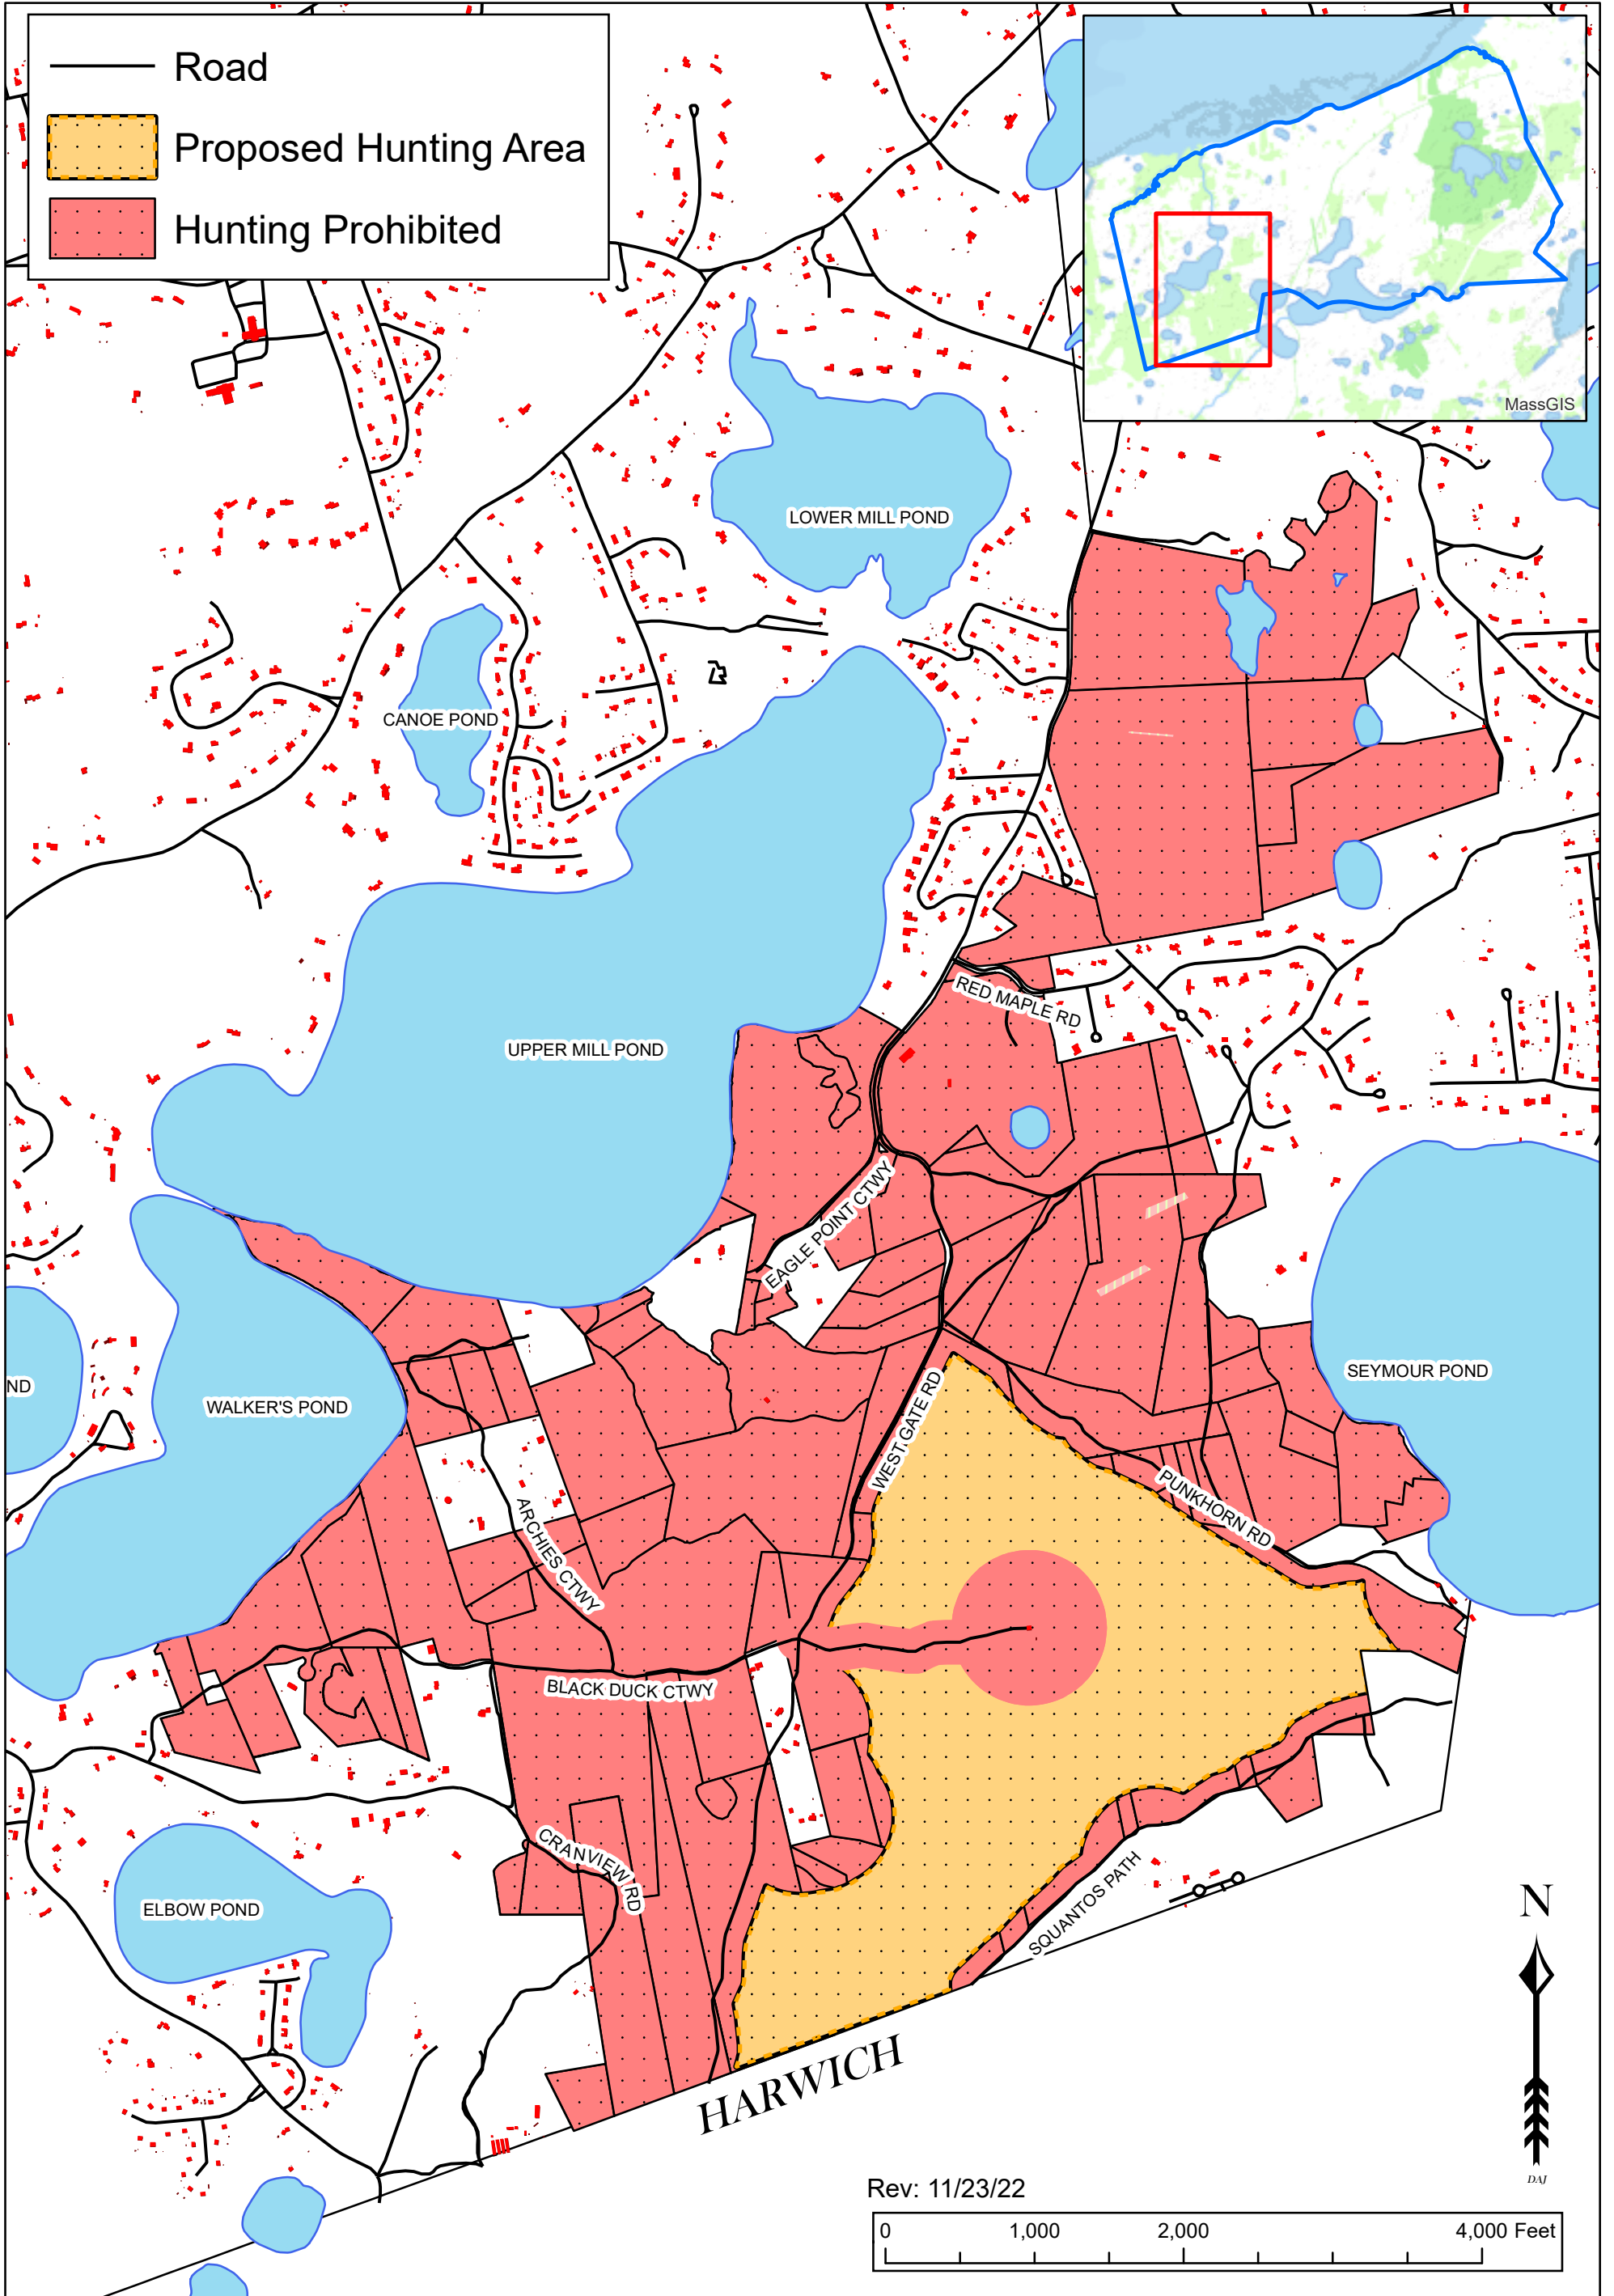 Road
Proposed Hunting Area
Hunting Prohibited
MassGIS
LOWER MILL POND
CANOE POND
RED MAPLE RD
UPPER MILL POND
EAGLE POINT CTWY
SEYMOUR POND
ND
WALKER'S POND
WEST GATE RD
PUNKHORN RD
ARCHIES CTWY
BLACK DUCK CTWY
CRANVIEW RD
SQUANTOS PATH
ELBOW POND
N
HARWICH
DAJ
Rev: 11/23/22
0 1,000 2,000 4,000 Feet